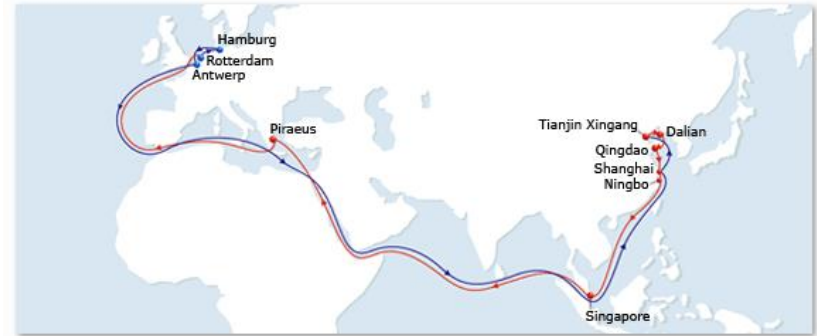 Hamburg
Rotterdam
Antwerp
Piraeus
Tianjin Xingang
Dalian
Qingdao
Shanghai
Ningbo
Singapore